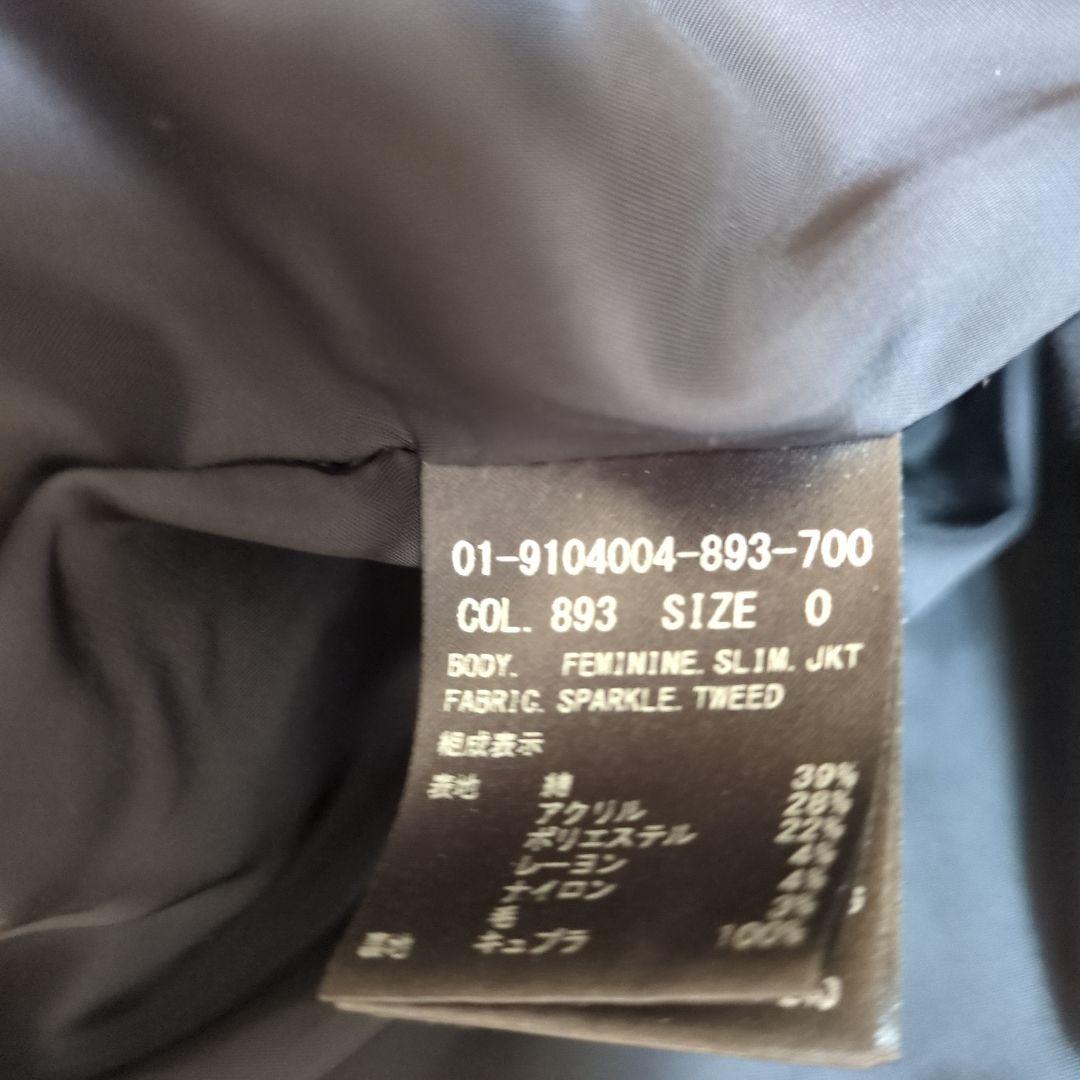 01-9104004-893-700
COL. 893 SIZE 0
BODY. FEMININE.SLIM.JKT
FABRIC. SPARKLE.TWEED
組成表示
表地 綿 39%
アクリル 28%
ポリエステル 22%
レーヨン 4%
ナイロン 4%
毛 3%
裏地 キュプラ 100%